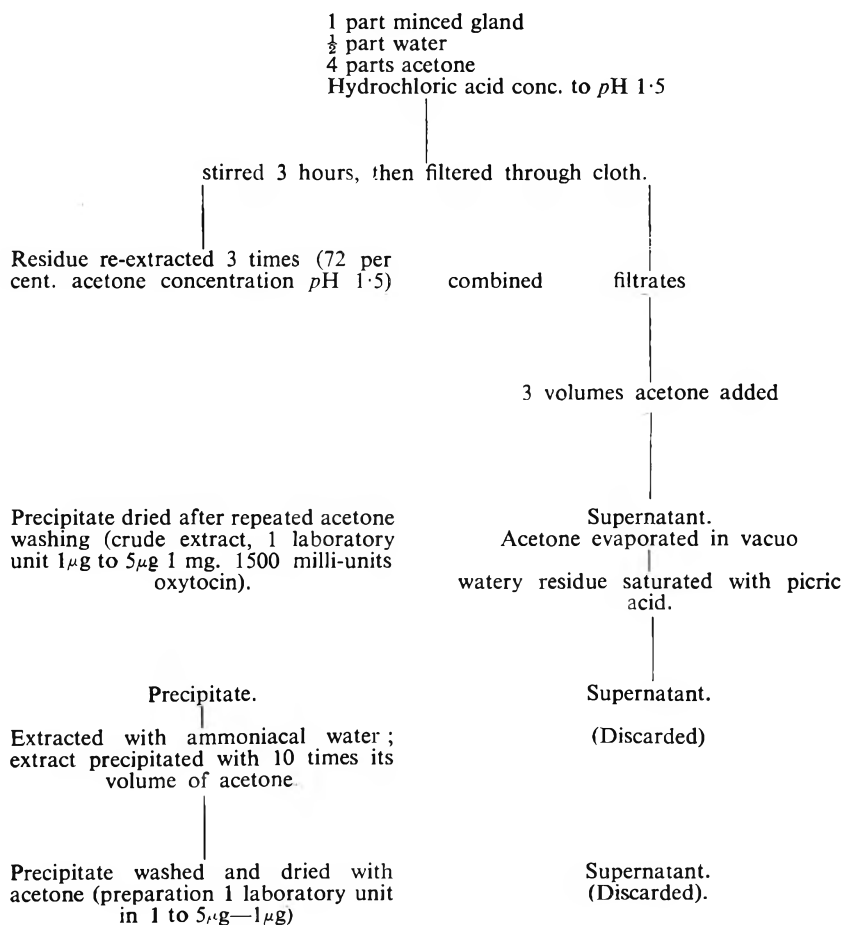 1 part minced gland
½ part water
4 parts acetone
Hydrochloric acid conc. to pH 1·5
stirred 3 hours, then filtered through cloth.
Residue re-extracted 3 times (72 per
cent. acetone concentration pH 1·5)
combined filtrates
3 volumes acetone added
Precipitate dried after repeated acetone
washing (crude extract, 1 laboratory
unit 1μg to 5μg 1 mg. 1500 milli-units
oxytocin).
Supernatant.
Acetone evaporated in vacuo
watery residue saturated with picric
acid.
Precipitate.
Extracted with ammoniacal water;
extract precipitated with 10 times its
volume of acetone
Supernatant.
(Discarded)
Precipitate washed and dried with
acetone (preparation 1 laboratory unit
in 1 to 5μg—1μg)
Supernatant.
(Discarded).